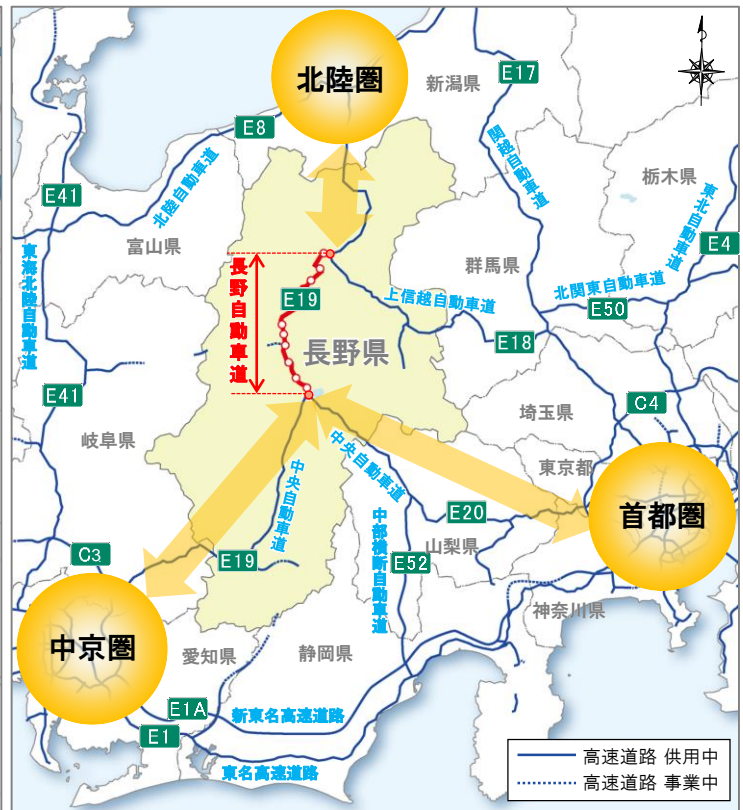 北陸圏
新潟県
E17
E8
関越自動車道
栃木県
E41
北陸自動車道
東北自動車道
E4
富山県
東海北陸自動車道
長野自動車道
群馬県
E19
上信越自動車道
北関東自動車道
E50
E18
長野県
E41
C4
埼玉県
岐阜県
中央自動車道
中央自動車道
東京都
首都圏
E20
中部横断自動車道
山梨県
C3
E19
E52
神奈川県
中京圏
愛知県
静岡県
E1A
新東名高速道路
E1
東名高速道路
高速道路 供用中
高速道路 事業中